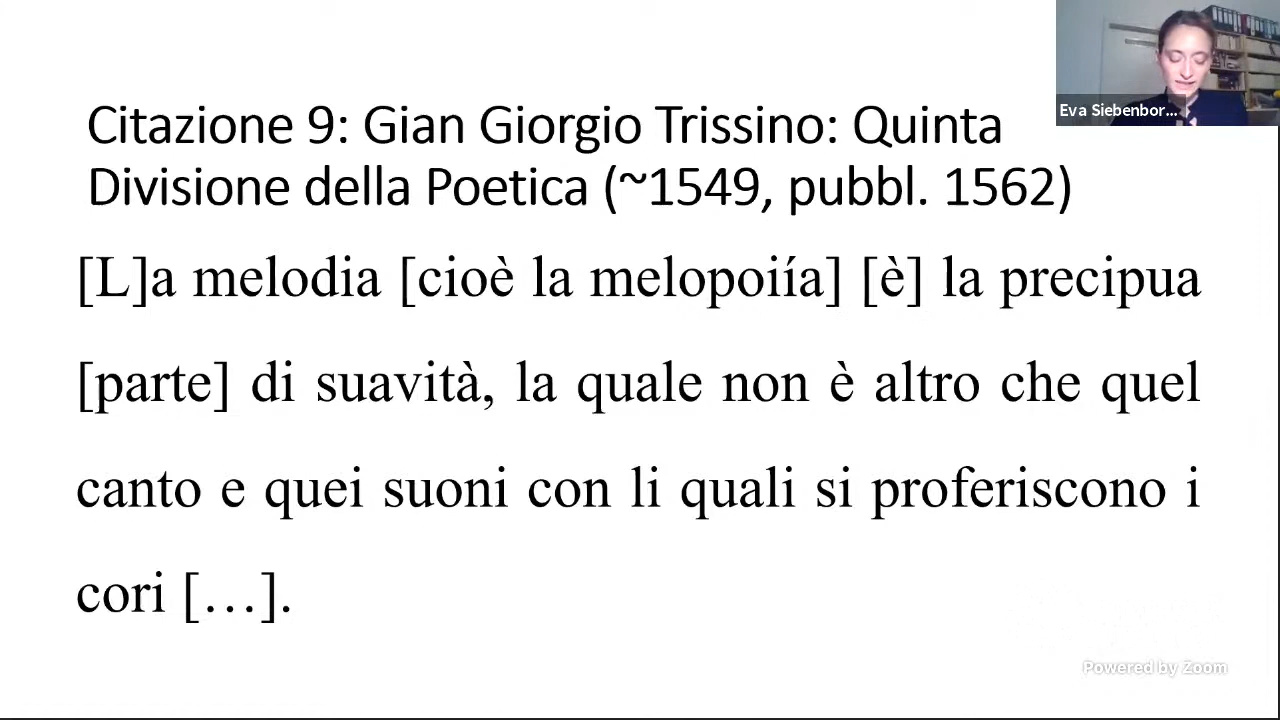 Citazione 9: Gian Giorgio Trissino: Quinta
Divisione della Poetica (~1549, pubbl. 1562)
[L]a melodia [cioè la melopoiía] [è] la precipua
[parte] di suavità, la quale non è altro che quel
canto e quei suoni con li quali si proferiscono i
cori […].
Eva Siebenbor...
Powered by Zoom